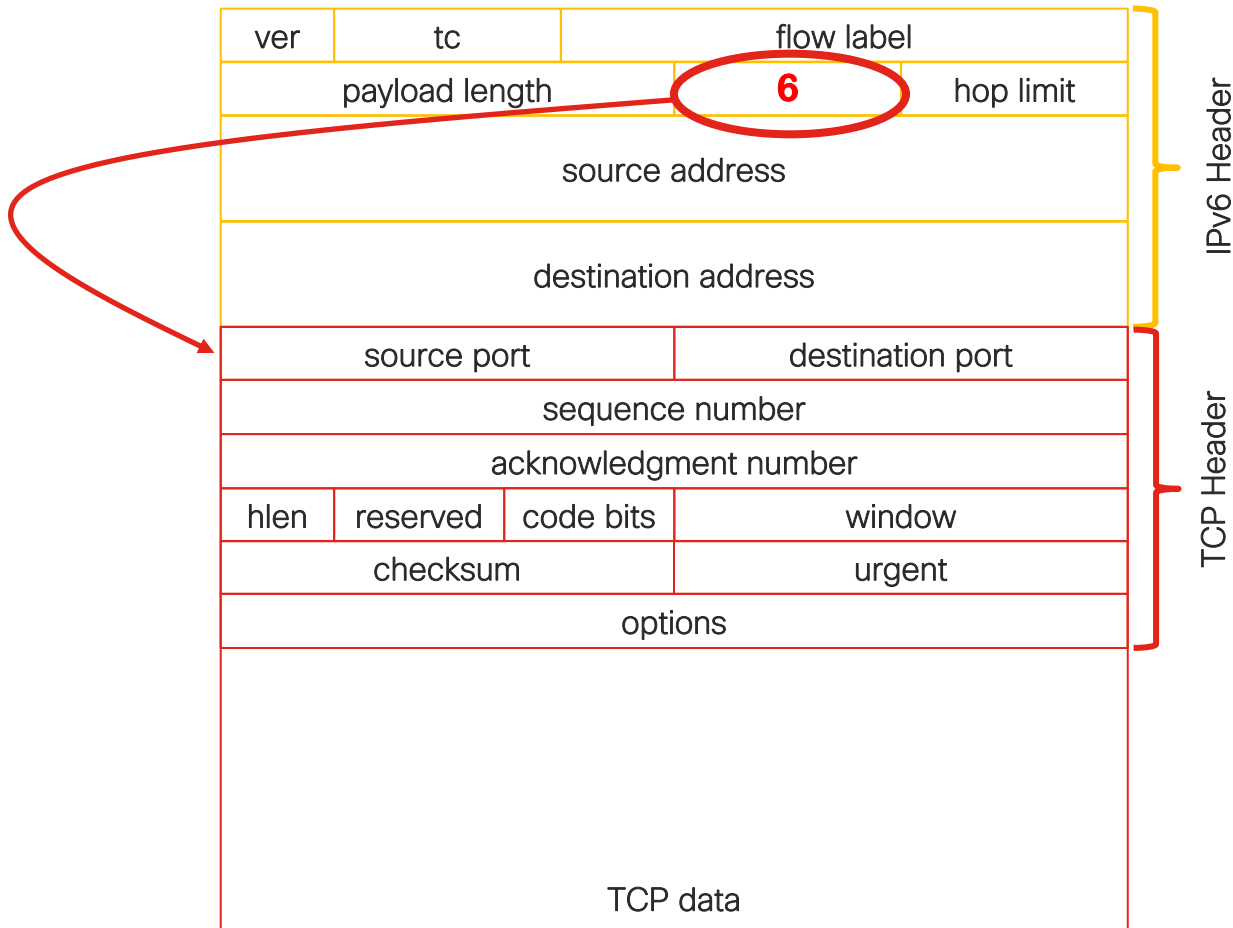 ver tc flow label
payload length 6 hop limit
source address
destination address
IPv6 Header
source port destination port
sequence number
acknowledgment number
hlen reserved code bits window
checksum urgent
options
TCP Header
TCP data